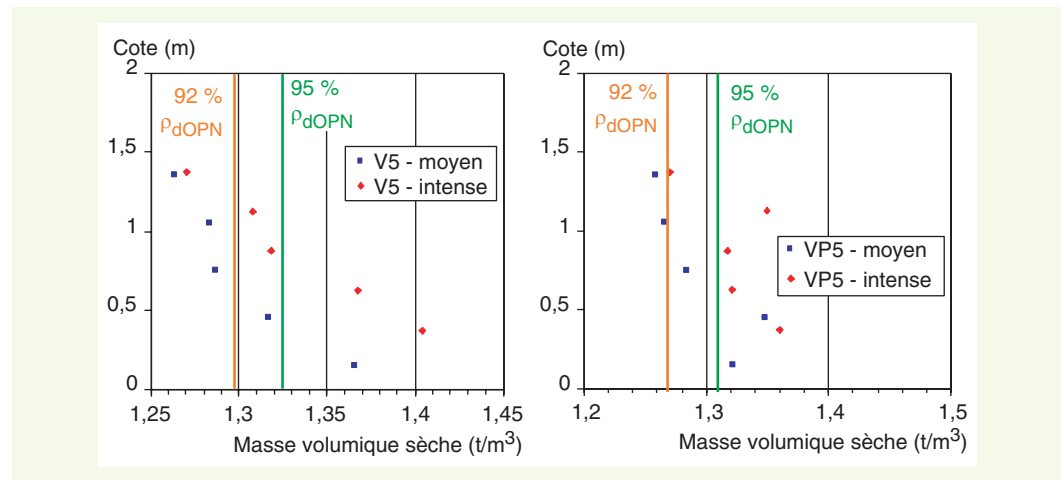 Cote (m)
2
1,5
1
0,5
0
92 %
ρdOPN
95 %
ρdOPN
V5 - moyen
V5 - intense
1,25 1,3 1,35 1,4 1,45
Masse volumique sèche (t/m³)
Cote (m)
2
1,5
1
0,5
0
92 %
ρdOPN
95 %
ρdOPN
VP5 - moyen
VP5 - intense
1,2 1,3 1,4 1,5
Masse volumique sèche (t/m³)